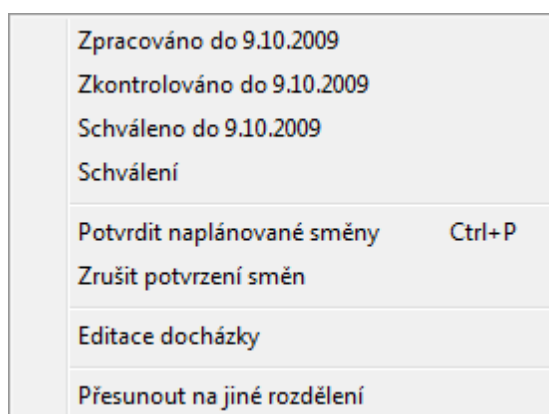 Zpracováno do 9.10.2009
Zkontrolováno do 9.10.2009
Schváleno do 9.10.2009
Schválení
Potvrdit naplánované směny Ctrl+P
Zrušit potvrzení směn
Editace docházky
Přesunout na jiné rozdělení